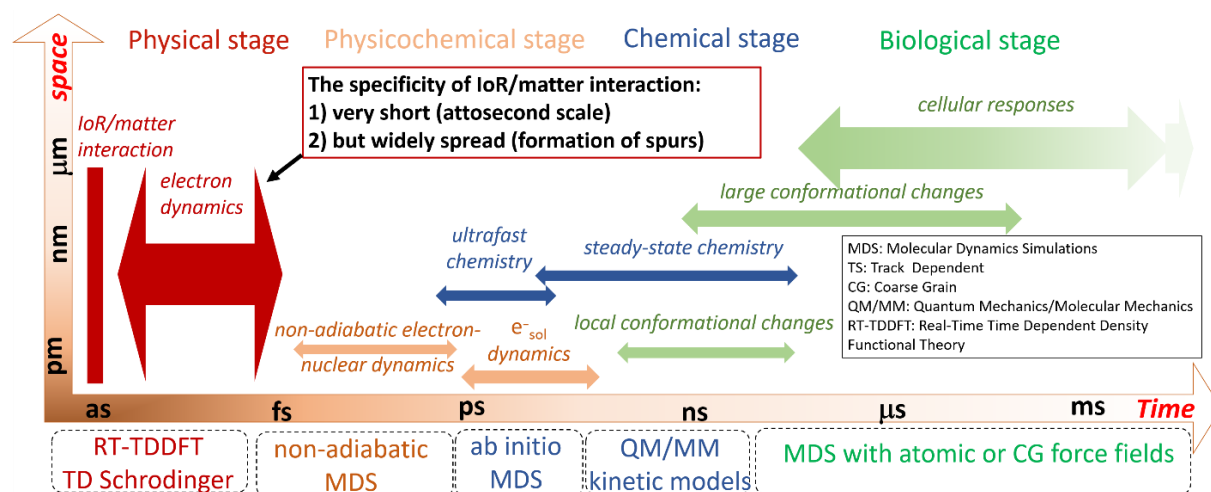 Physical stage
Physicochemical stage
Chemical stage
Biological stage
space
The specificity of IoR/matter interaction:
1) very short (attosecond scale)
2) but widely spread (formation of spurs)
cellular responses
IoR/matter
interaction
μm
electron
dynamics
large conformational changes
nm
ultrafast
chemistry
steady-state chemistry
MDS: Molecular Dynamics Simulations
TS: Track Dependent
CG: Coarse Grain
QM/MM: Quantum Mechanics/Molecular Mechanics
RT-TDDFT: Real-Time Time Dependent Density
Functional Theory
pm
non-adiabatic electron-
nuclear dynamics
e⁻sol
dynamics
local conformational changes
as
fs
ps
ns
μs
ms
Time
RT-TDDFT
TD Schrodinger
non-adiabatic
MDS
ab initio
MDS
QM/MM
kinetic models
MDS with atomic or CG force fields